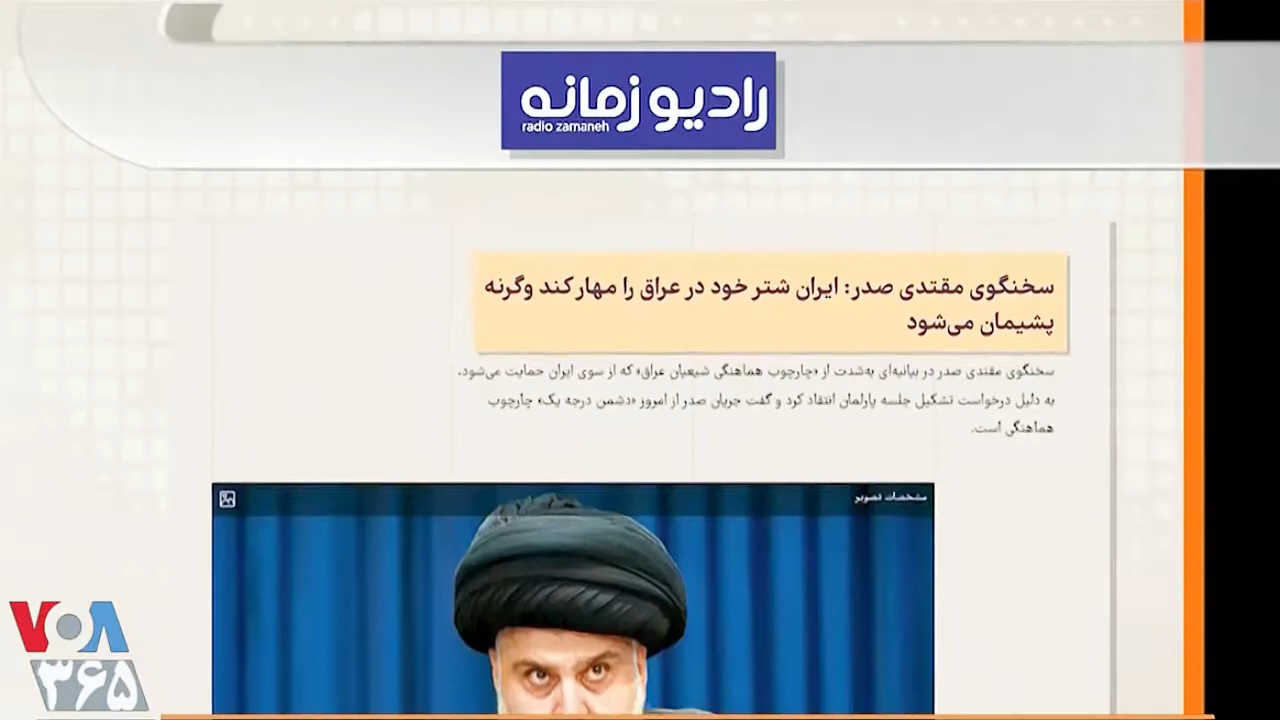 رادیو زمانه
radio zamaneh
سخنگوی مقتدی صدر: ایران شتر خود در عراق را مهار کند وگرنه
پشیمان می‌شود
سخنگوی مقتدی صدر در بیانیه‌ای به‌شدت از «چارچوب هماهنگی شیعیان عراق» که از سوی ایران حمایت می‌شود،
به دلیل درخواست تشکیل جلسه پارلمان انتقاد کرد و گفت جریان صدر از امروز «دشمن درجه یک» چارچوب
هماهنگی است.
مشخصات تصویر
VOA
۳۶۵